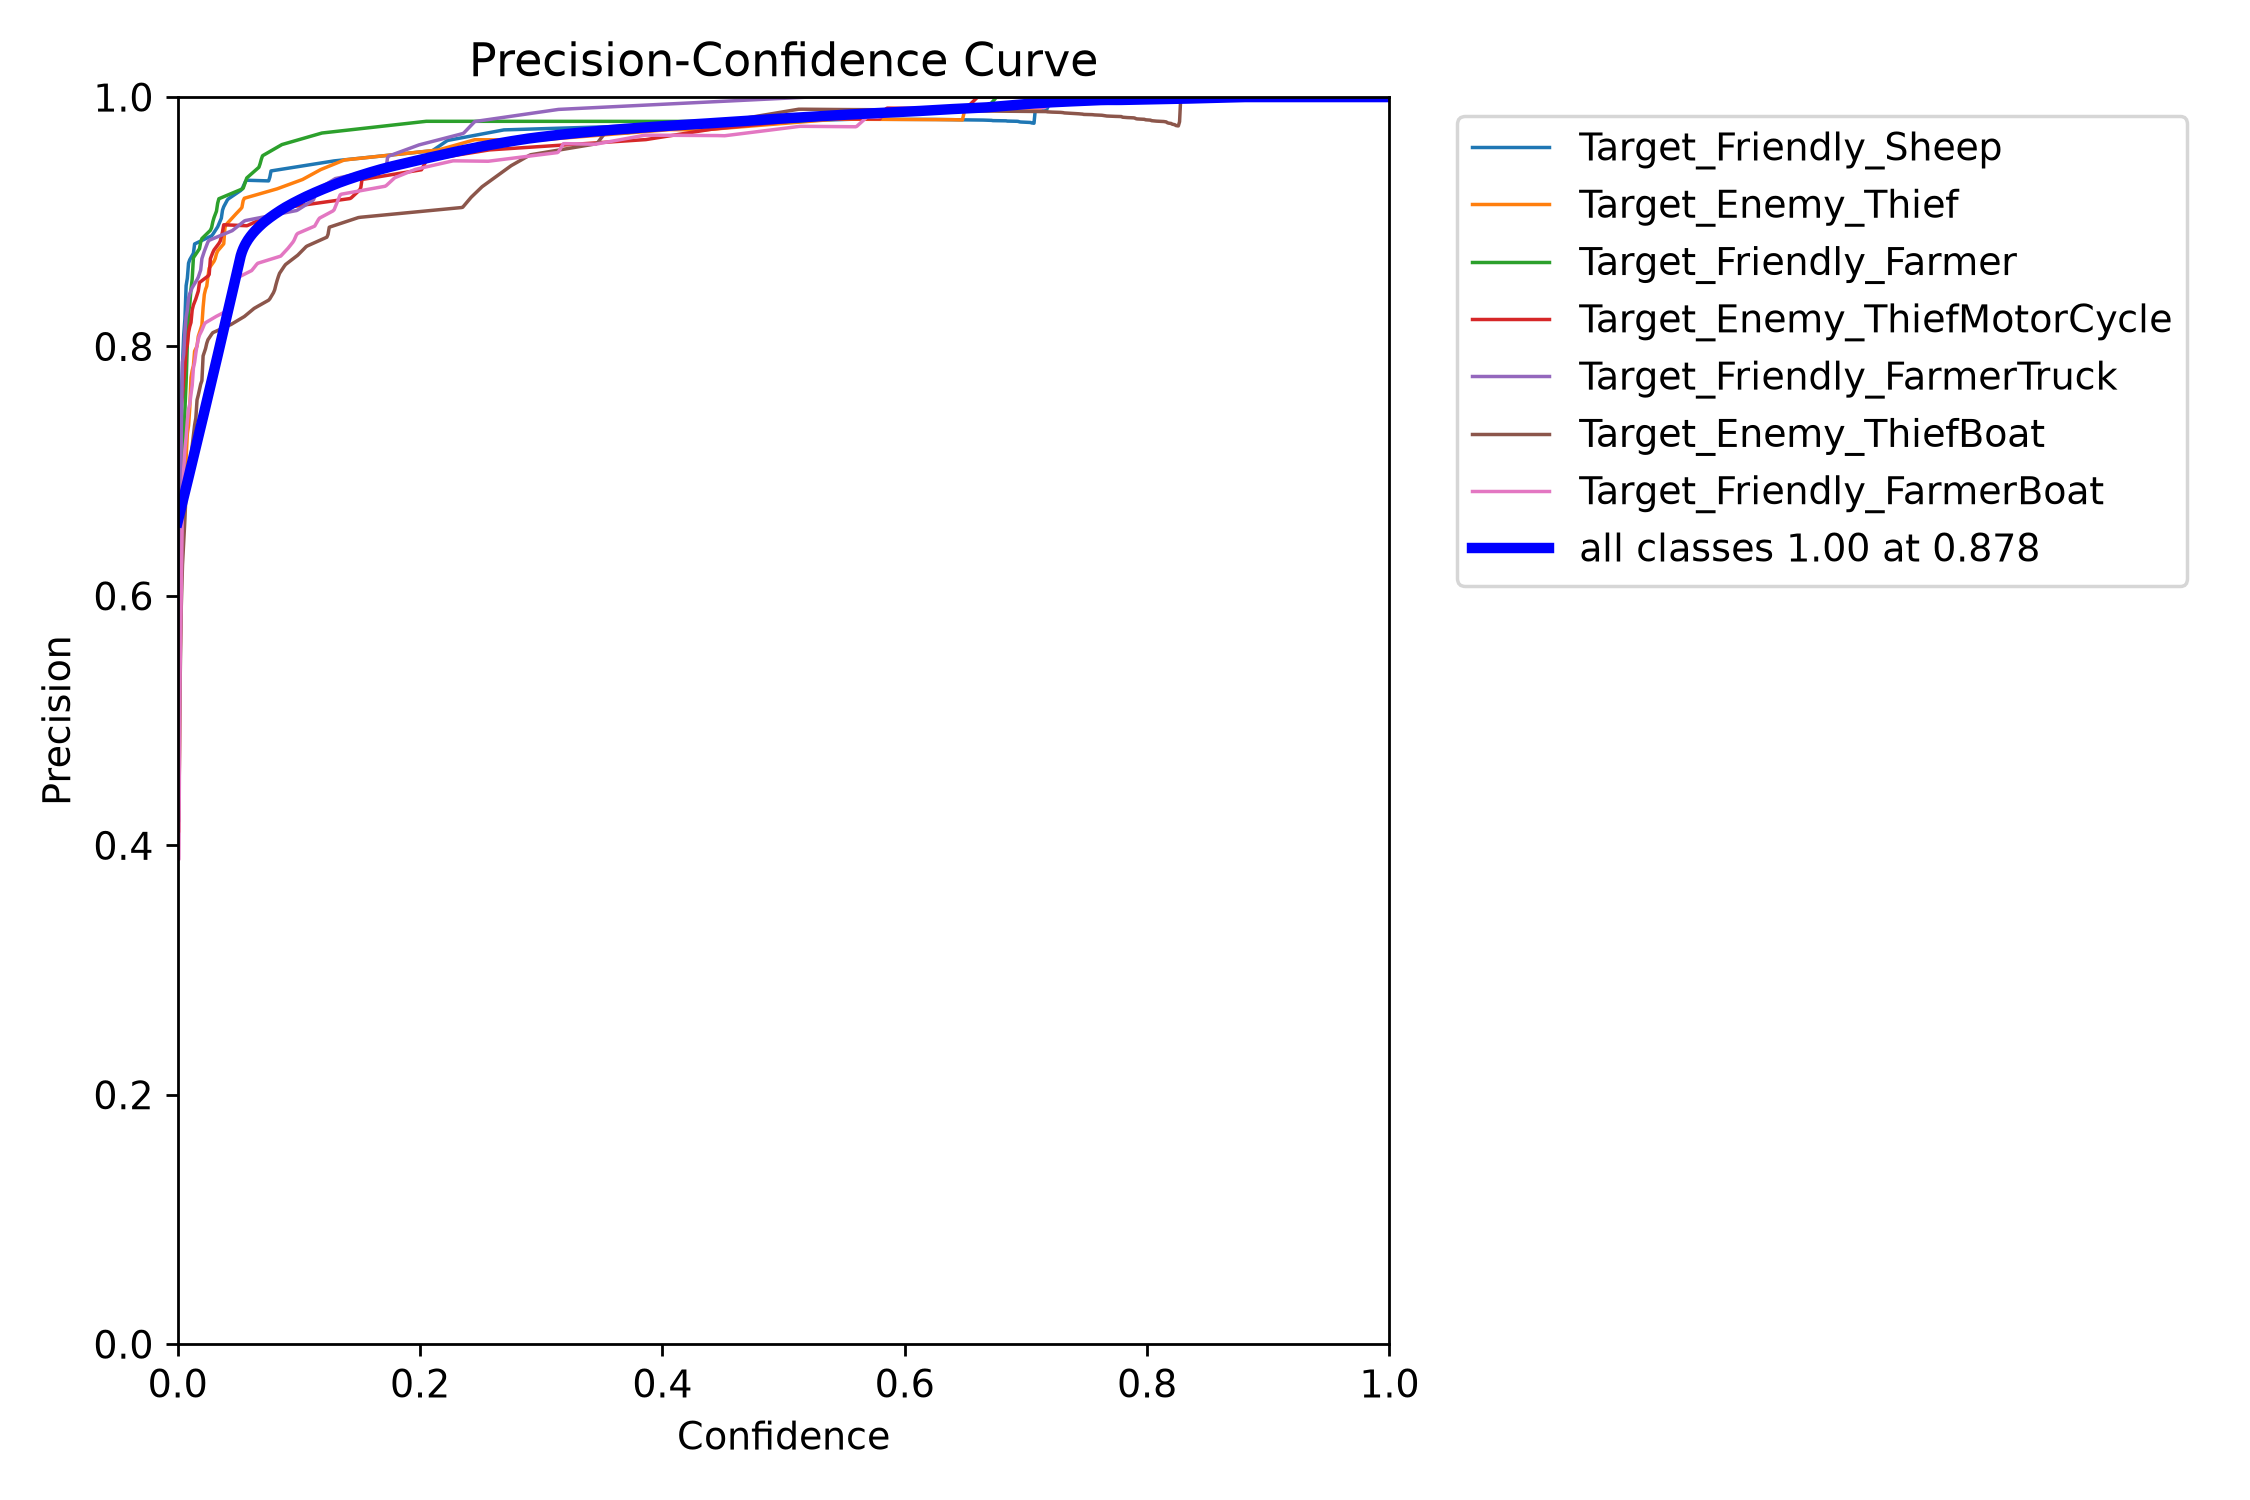 Precision-Confidence Curve
1.0
0.8
0.6
0.4
0.2
0.0
Precision
0.0 0.2 0.4 0.6 0.8 1.0
Confidence
Target_Friendly_Sheep
Target_Enemy_Thief
Target_Friendly_Farmer
Target_Enemy_ThiefMotorCycle
Target_Friendly_FarmerTruck
Target_Enemy_ThiefBoat
Target_Friendly_FarmerBoat
all classes 1.00 at 0.878